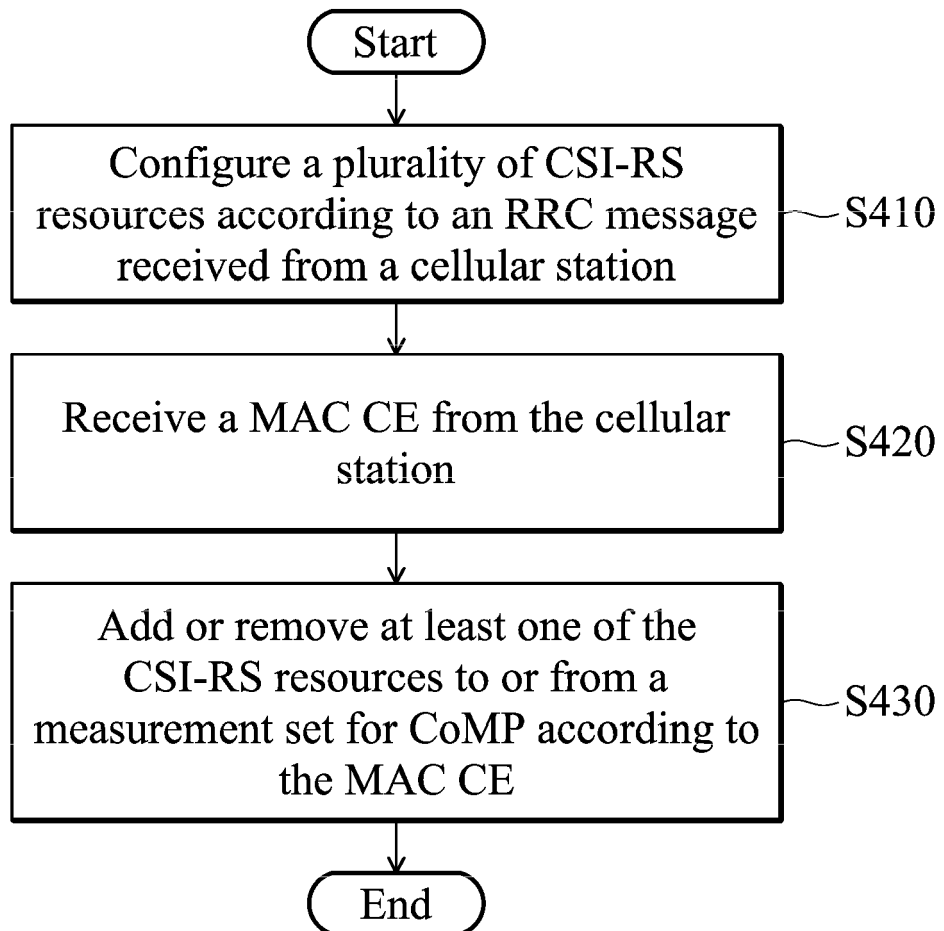 Start
Configure a plurality of CSI-RS
resources according to an RRC message
received from a cellular station
S410
Receive a MAC CE from the cellular
station
S420
Add or remove at least one of the
CSI-RS resources to or from a
measurement set for CoMP according to
the MAC CE
S430
End